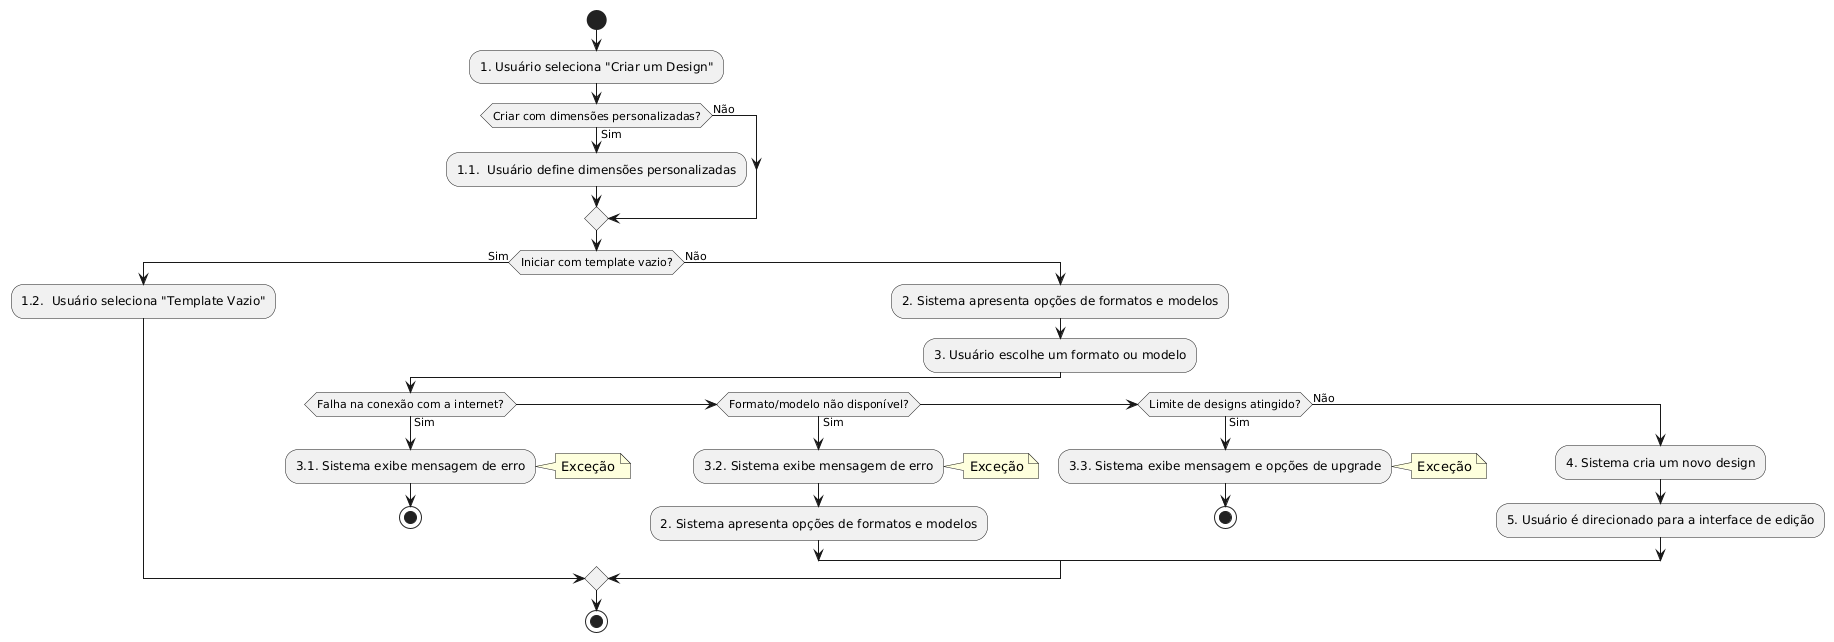 1. Usuário seleciona "Criar um Design"
Criar com dimensões personalizadas?
Não
Sim
1.1.  Usuário define dimensões personalizadas
Sim
Iniciar com template vazio?
Não
1.2.  Usuário seleciona "Template Vazio"
2. Sistema apresenta opções de formatos e modelos
3. Usuário escolhe um formato ou modelo
Falha na conexão com a internet?
Sim
Formato/modelo não disponível?
Sim
Limite de designs atingido?
Não
Sim
3.1. Sistema exibe mensagem de erro
Exceção
3.2. Sistema exibe mensagem de erro
Exceção
3.3. Sistema exibe mensagem e opções de upgrade
Exceção
4. Sistema cria um novo design
2. Sistema apresenta opções de formatos e modelos
5. Usuário é direcionado para a interface de edição